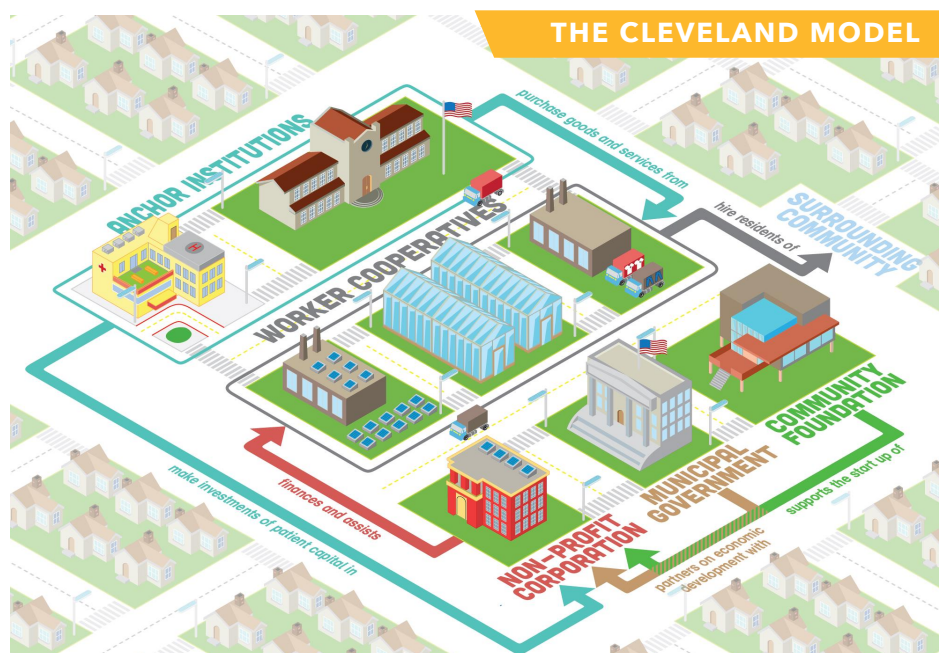 THE CLEVELAND MODEL
purchase goods and services from
ANCHOR INSTITUTIONS
hire residents of
SURROUNDING
COMMUNITY
H
WORKER COOPERATIVES
COMMUNITY
FOUNDATION
MUNICIPAL
GOVERNMENT
supports the start up of
make investments of patient capital in
finances and assists
NON-PROFIT
CORPORATION
partners on economic
development with